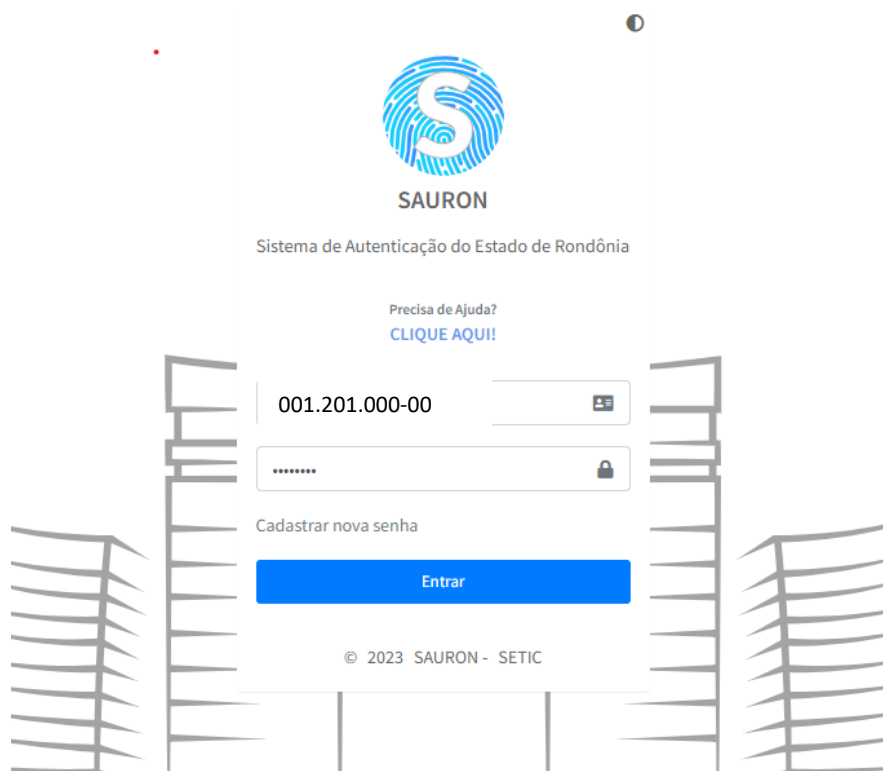 S
SAURON
Sistema de Autenticação do Estado de Rondônia
Precisa de Ajuda?
CLIQUE AQUI!
001.201.000-00
••••••••
Cadastrar nova senha
Entrar
© 2023 SAURON - SETIC